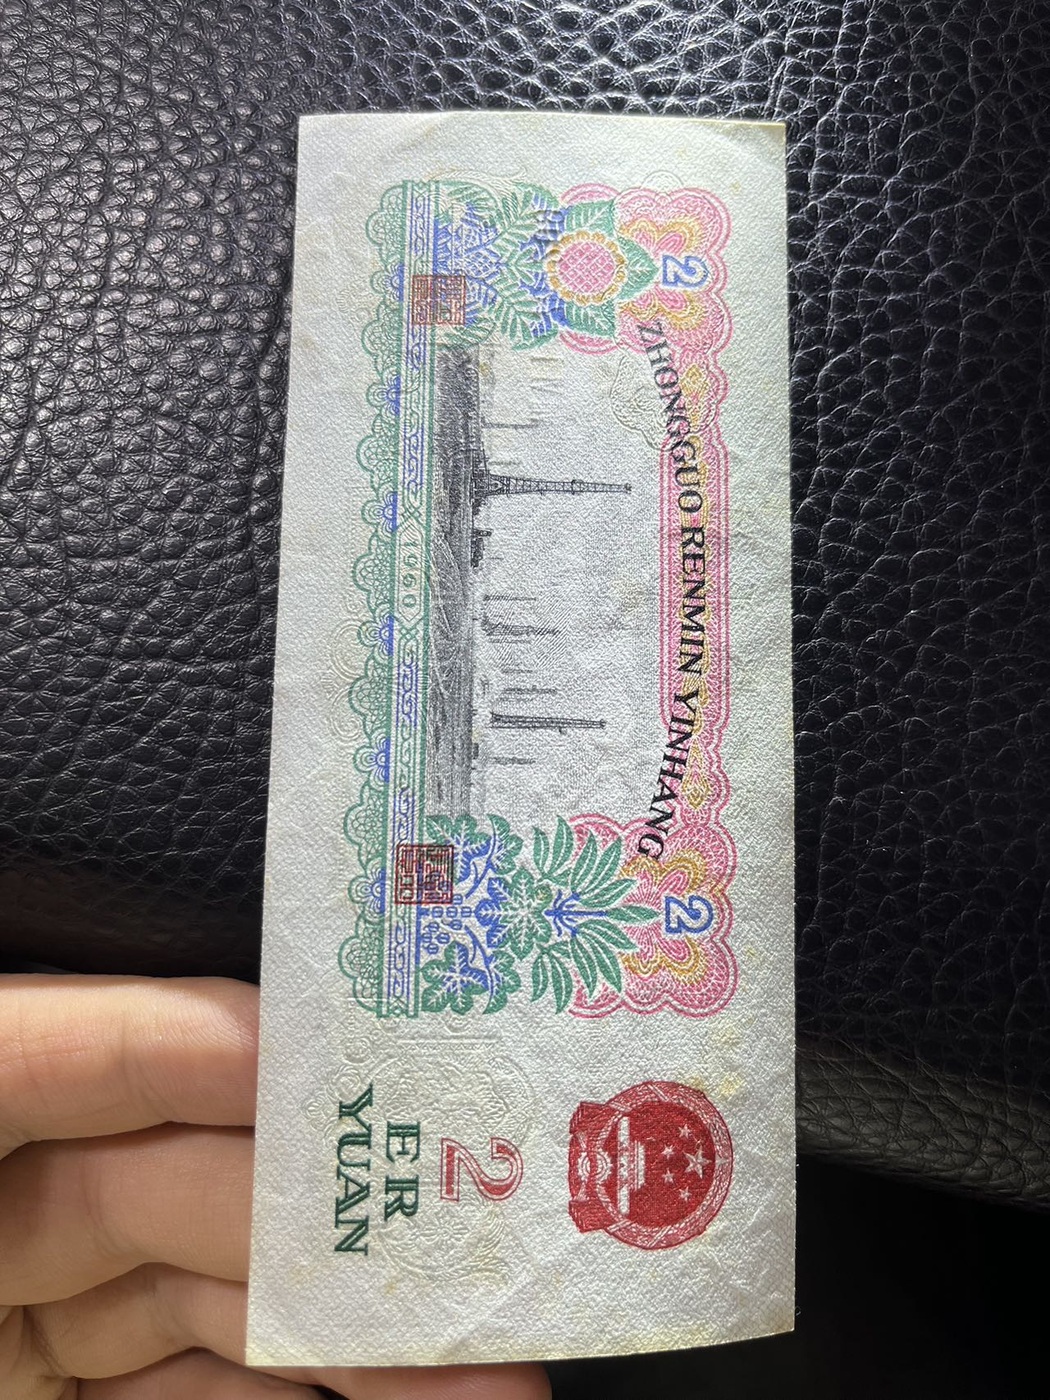 2
2
ZHONGGUO RENMIN YINHANG
1960
2
ER
YUAN